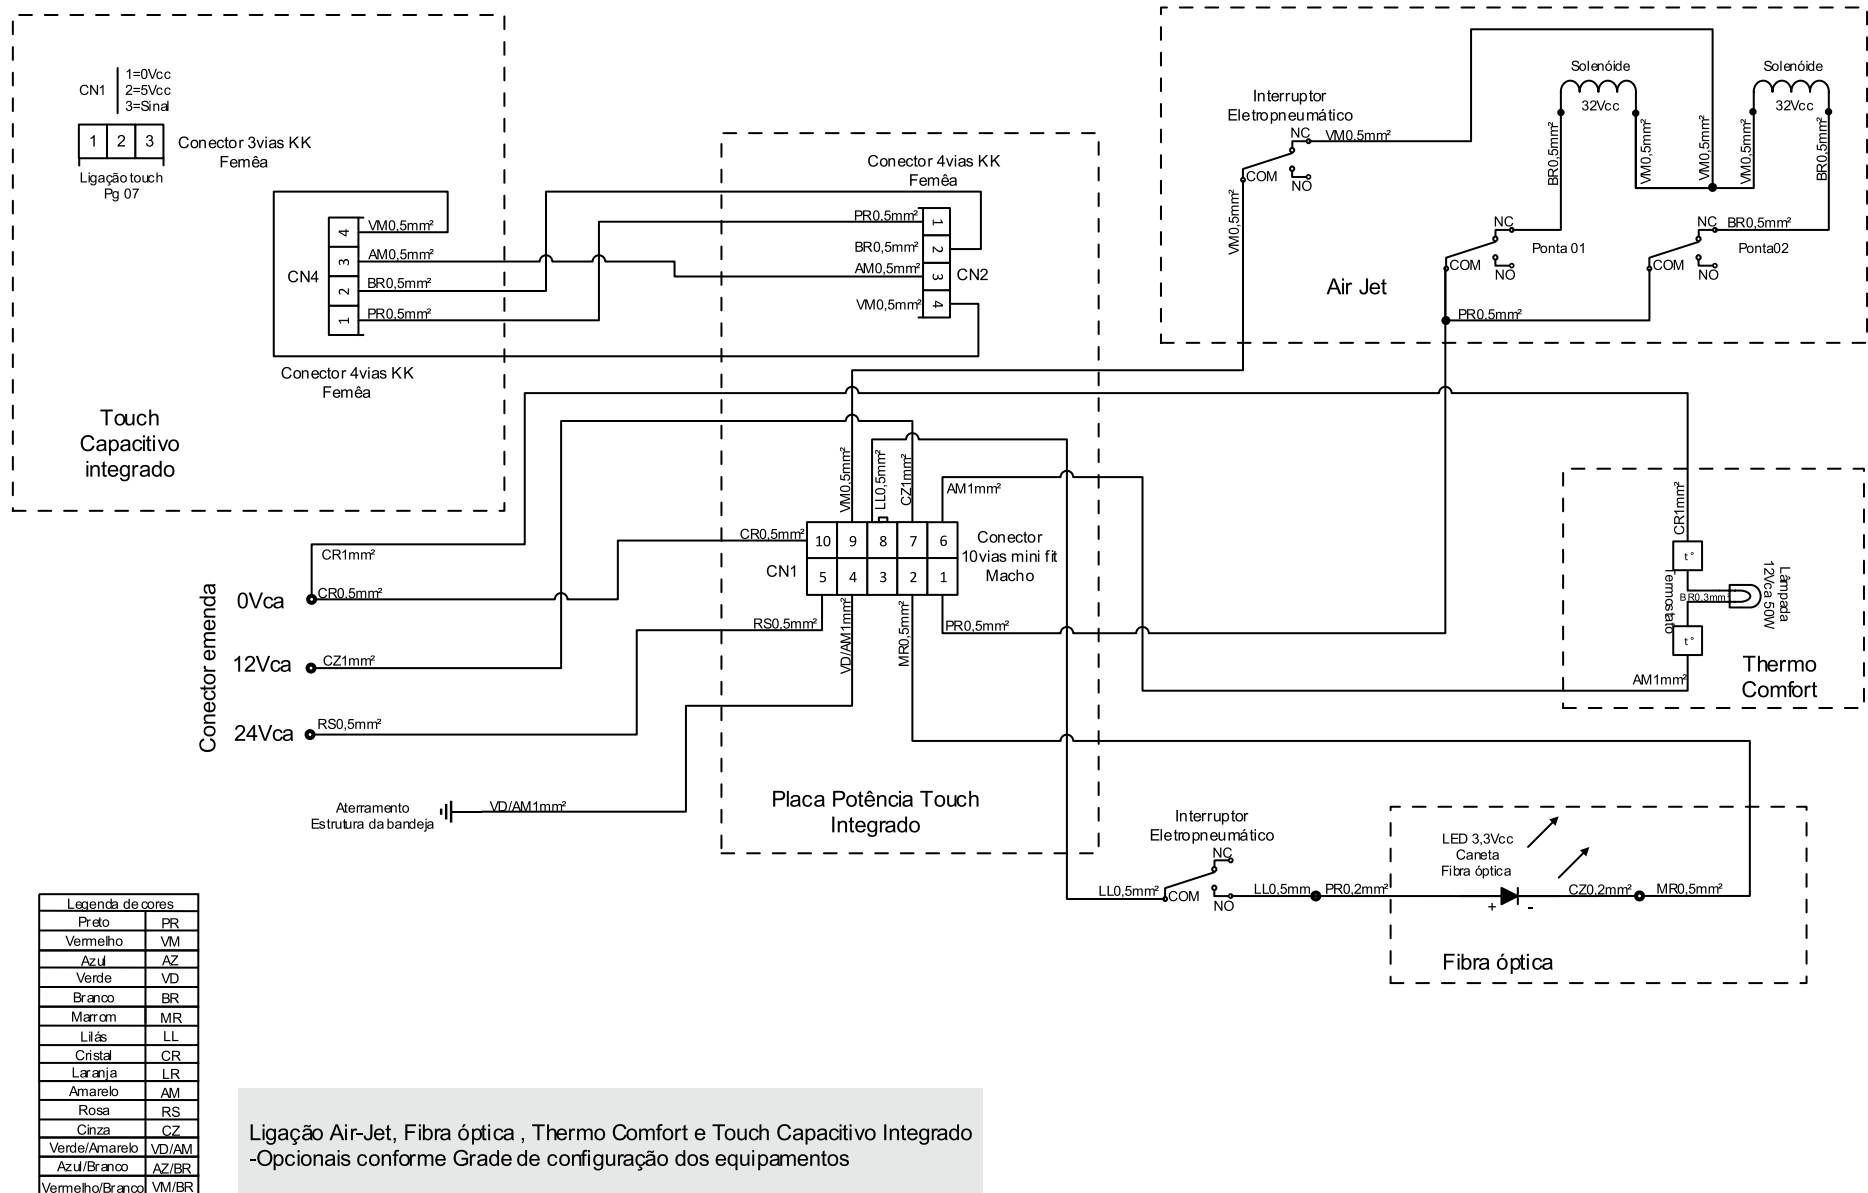 CN1
1=0Vcc
2=5Vcc
3=Sinal
1 2 3
Conector 3vias KK
Femêa
Ligação touch
Pg 07
CN4
4
3
2
1
VM0,5mm²
AM0,5mm²
BR0,5mm²
PR0,5mm²
Conector 4vias KK
Femêa
Touch
Capacitivo
integrado
Conector 4vias KK
Femêa
PR0,5mm²
BR0,5mm²
AM0,5mm²
VM0,5mm²
1
2
3
4
CN2
Interruptor
Eletropneumático
NC
VM0,5mm²
COM
NO
VM0,5mm²
Solenóide
32Vcc
Solenóide
32Vcc
BR0,5mm²
VM0,5mm²
VM0,5mm²
VM0,5mm²
BR0,5mm²
NC
Ponta 01
COM
NO
NC
BR0,5mm²
Ponta02
COM
NO
Air Jet
PR0,5mm²
VM0,5mm²
LL0,5mm²
CZ1mm²
AM1mm²
CR0,5mm²
10 9 8 7 6
5 4 3 2 1
CN1
Conector
10vias mini fit
Macho
RS0,5mm²
VD/AM1mm²
MR0,5mm²
PR0,5mm²
Conector emenda
CR1mm²
0Vca
CR0,5mm²
12Vca
CZ1mm²
24Vca
RS0,5mm²
Aterramento
Estrutura da bandeja
VD/AM1mm²
Placa Potência Touch
Integrado
CR1mm²
t°
Termostato
BR0,3mm²
Lâmpada
12Vca 50W
t°
AM1mm²
Thermo
Comfort
Interruptor
Eletropneumático
NC
LL0,5mm²
COM
NO
LL0,5mm
PR0,2mm²
LED 3,3Vcc
Caneta
Fibra óptica
+ -
CZ0,2mm²
MR0,5mm²
Fibra óptica
Legenda de cores
Preto PR
Vermelho VM
Azul AZ
Verde VD
Branco BR
Marrom MR
Lilás LL
Cristal CR
Laranja LR
Amarelo AM
Rosa RS
Cinza CZ
Verde/Amarelo VD/AM
Azul/Branco AZ/BR
Vermelho/Branco VM/BR
Ligação Air-Jet, Fibra óptica , Thermo Comfort e Touch Capacitivo Integrado
-Opcionais conforme Grade de configuração dos equipamentos